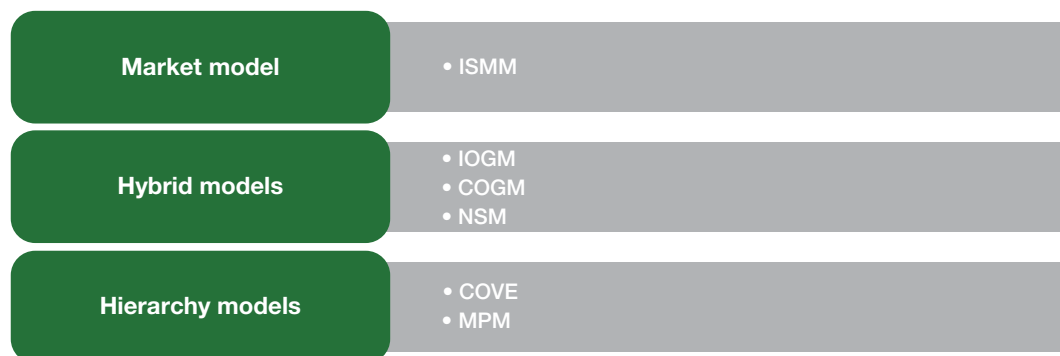 Market model
• ISMM
Hybrid models
• IOGM
• COGM
• NSM
Hierarchy models
• COVE
• MPM